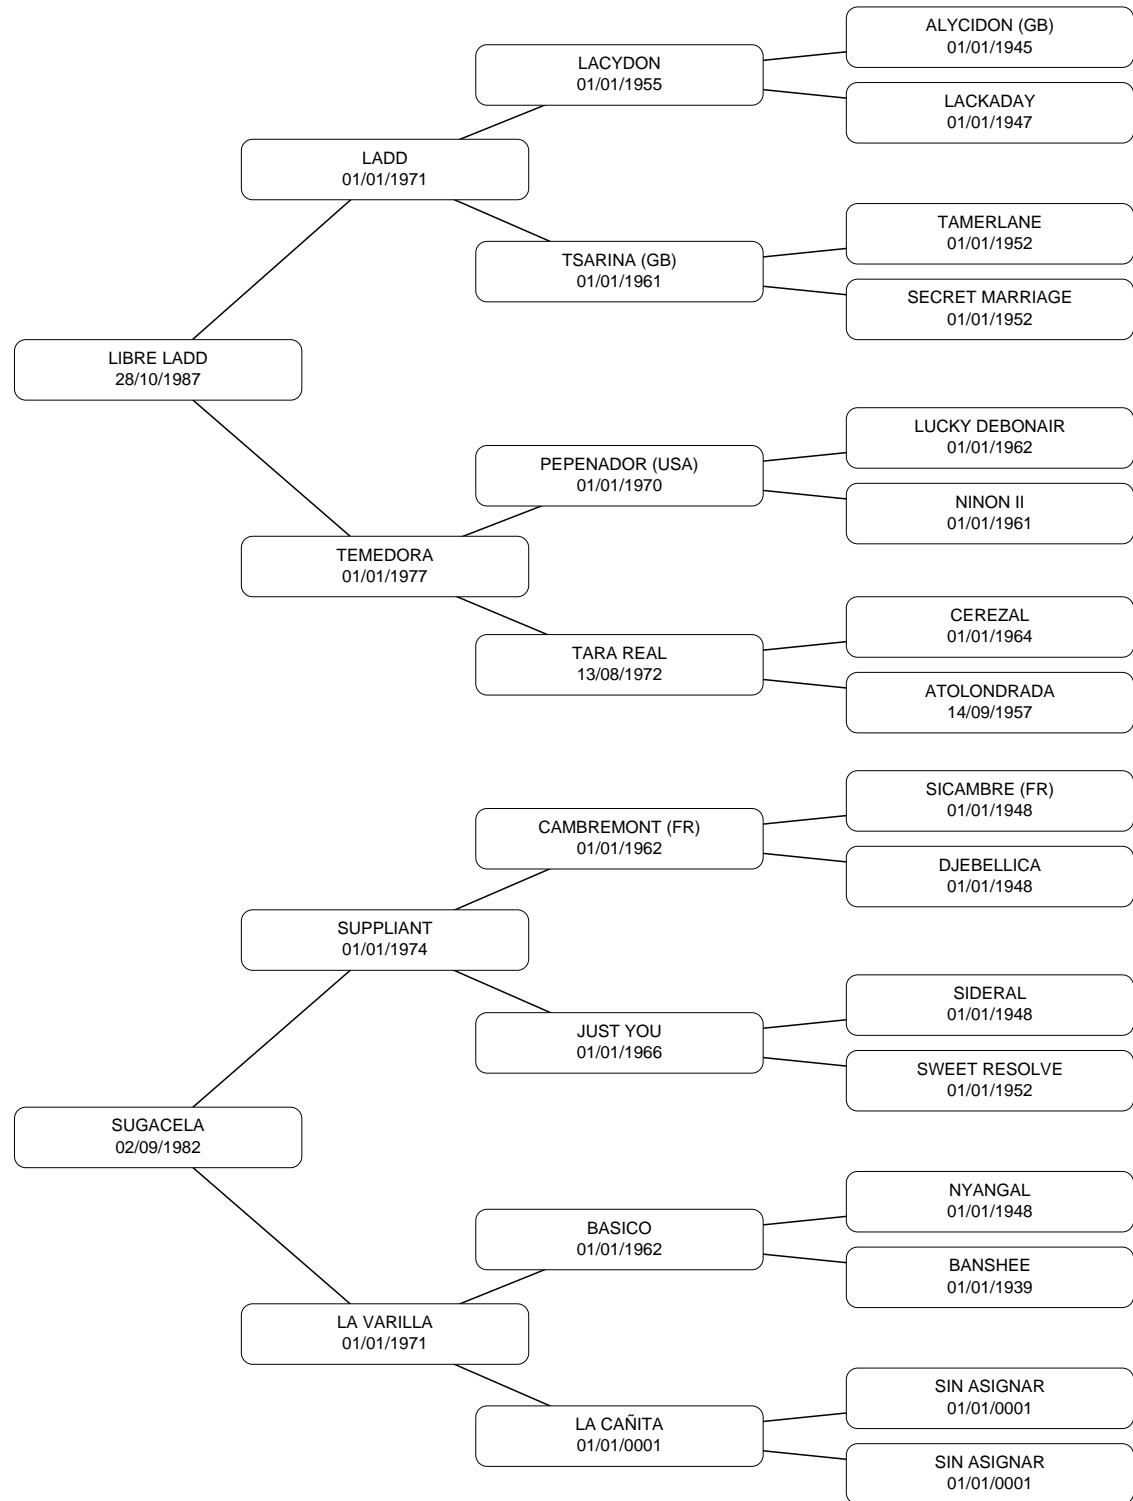 ALYCIDON (GB)
01/01/1945
LACYDON
01/01/1955
LACKADAY
01/01/1947
LADD
01/01/1971
TAMERLANE
01/01/1952
TSARINA (GB)
01/01/1961
SECRET MARRIAGE
01/01/1952
LIBRE LADD
28/10/1987
LUCKY DEBONAIR
01/01/1962
PEPENADOR (USA)
01/01/1970
NINON II
01/01/1961
TEMEDORA
01/01/1977
CEREZAL
01/01/1964
TARA REAL
13/08/1972
ATOLONDRADA
14/09/1957
SICAMBRE (FR)
01/01/1948
CAMBREMONT (FR)
01/01/1962
DJEBELLICA
01/01/1948
SUPPLIANT
01/01/1974
SIDERAL
01/01/1948
JUST YOU
01/01/1966
SWEET RESOLVE
01/01/1952
SUGACELA
02/09/1982
NYANGAL
01/01/1948
BASICO
01/01/1962
BANSHEE
01/01/1939
LA VARILLA
01/01/1971
SIN ASIGNAR
01/01/0001
LA CAÑITA
01/01/0001
SIN ASIGNAR
01/01/0001